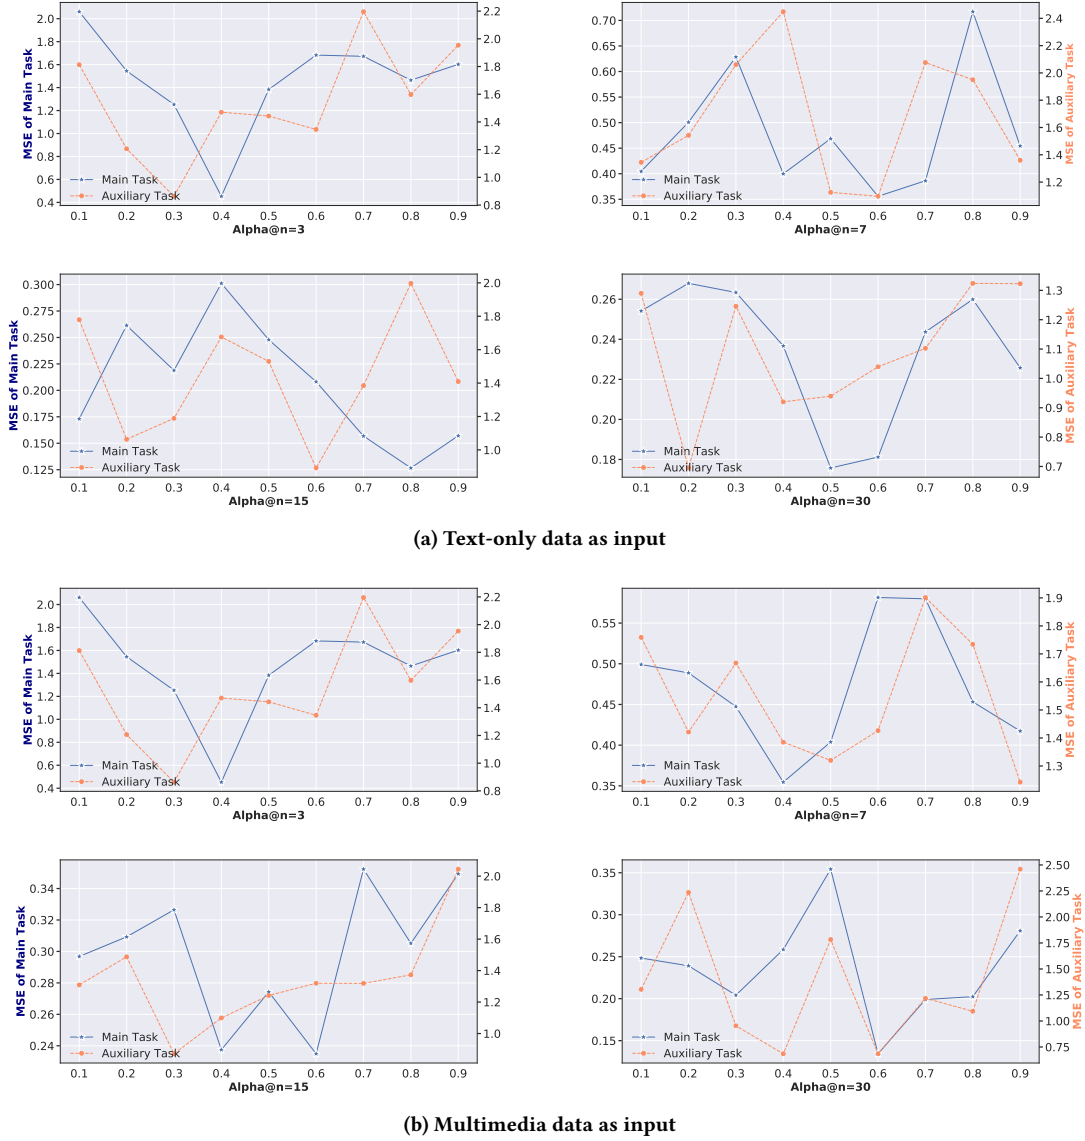 MSE of Main Task
2.0
1.8
1.6
1.4
1.2
1.0
0.8
0.6
0.4
2.2
2.0
1.8
1.6
1.4
1.2
1.0
0.8
Main Task
Auxiliary Task
0.1 0.2 0.3 0.4 0.5 0.6 0.7 0.8 0.9
Alpha@n=3
0.70
0.65
0.60
0.55
0.50
0.45
0.40
0.35
2.4
2.2
2.0
1.8
1.6
1.4
1.2
MSE of Auxiliary Task
Main Task
Auxiliary Task
0.1 0.2 0.3 0.4 0.5 0.6 0.7 0.8 0.9
Alpha@n=7
MSE of Main Task
0.300
0.275
0.250
0.225
0.200
0.175
0.150
0.125
2.0
1.8
1.6
1.4
1.2
1.0
Main Task
Auxiliary Task
0.1 0.2 0.3 0.4 0.5 0.6 0.7 0.8 0.9
Alpha@n=15
0.26
0.24
0.22
0.20
0.18
1.3
1.2
1.1
1.0
0.9
0.8
0.7
MSE of Auxiliary Task
Main Task
Auxiliary Task
0.1 0.2 0.3 0.4 0.5 0.6 0.7 0.8 0.9
Alpha@n=30
(a) Text-only data as input
MSE of Main Task
2.0
1.8
1.6
1.4
1.2
1.0
0.8
0.6
0.4
2.2
2.0
1.8
1.6
1.4
1.2
1.0
0.8
Main Task
Auxiliary Task
0.1 0.2 0.3 0.4 0.5 0.6 0.7 0.8 0.9
Alpha@n=3
0.55
0.50
0.45
0.40
0.35
1.9
1.8
1.7
1.6
1.5
1.4
1.3
MSE of Auxiliary Task
Main Task
Auxiliary Task
0.1 0.2 0.3 0.4 0.5 0.6 0.7 0.8 0.9
Alpha@n=7
MSE of Main Task
0.34
0.32
0.30
0.28
0.26
0.24
2.0
1.8
1.6
1.4
1.2
1.0
Main Task
Auxiliary Task
0.1 0.2 0.3 0.4 0.5 0.6 0.7 0.8 0.9
Alpha@n=15
0.35
0.30
0.25
0.20
0.15
2.50
2.25
2.00
1.75
1.50
1.25
1.00
0.75
MSE of Auxiliary Task
Main Task
Auxiliary Task
0.1 0.2 0.3 0.4 0.5 0.6 0.7 0.8 0.9
Alpha@n=30
(b) Multimedia data as input